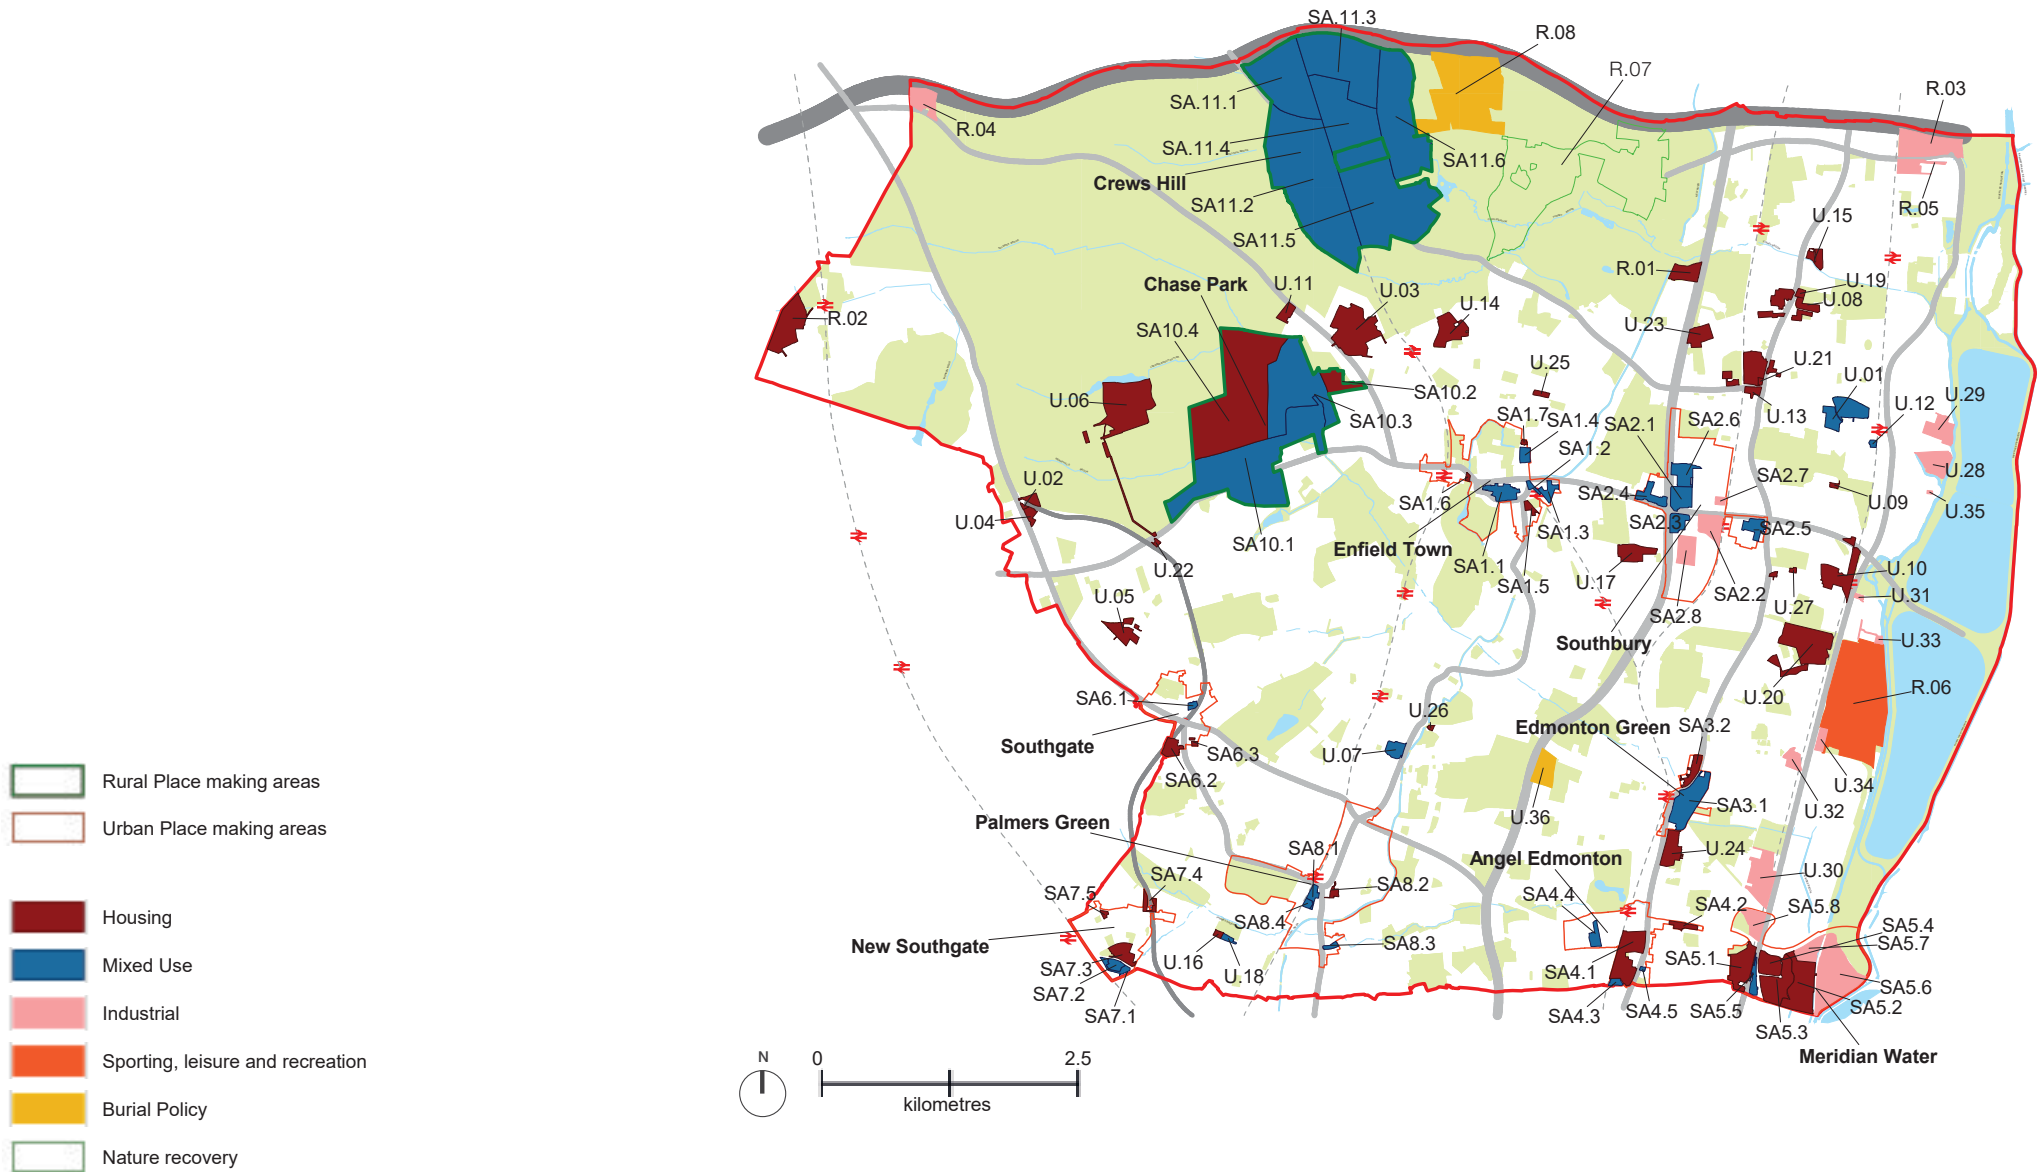 SA.11.3
R.08
R.07
R.03
SA.11.1
R.04
SA.11.4
SA11.6
Crews Hill
SA11.2
R.05
U.15
SA11.5
R.01
Chase Park
U.11
U.03
U.19
U.08
U.14
R.02
SA10.4
U.23
U.25
U.21
U.01
U.29
U.06
SA10.2
U.12
SA10.3
SA1.7
SA1.4
SA2.1
SA2.6
U.13
SA1.2
U.28
U.02
SA2.7
SA1.6
SA2.4
U.09
U.35
U.04
SA2.3
SA2.5
SA10.1
Enfield Town
SA1.3
SA1.1
U.22
SA1.5
U.17
U.10
SA2.2
U.31
U.05
SA2.8
U.27
Southbury
U.33
R.06
SA6.1
U.20
U.26
Edmonton Green
SA3.2
Southgate
SA6.3
U.07
SA6.2
U.34
Rural Place making areas
SA3.1
U.32
U.36
Palmers Green
Urban Place making areas
SA8.1
U.24
Angel Edmonton
U.30
SA7.4
SA8.2
SA7.5
SA4.4
SA4.2
SA5.8
Housing
SA8.4
SA5.4
New Southgate
SA8.3
SA5.7
U.16
SA5.1
Mixed Use
SA7.3
U.18
SA4.1
SA5.6
SA7.2
SA5.2
Industrial
SA7.1
SA4.3
SA4.5
SA5.5
SA5.3
Meridian Water
N
0
2.5
Sporting, leisure and recreation
kilometres
Burial Policy
Nature recovery